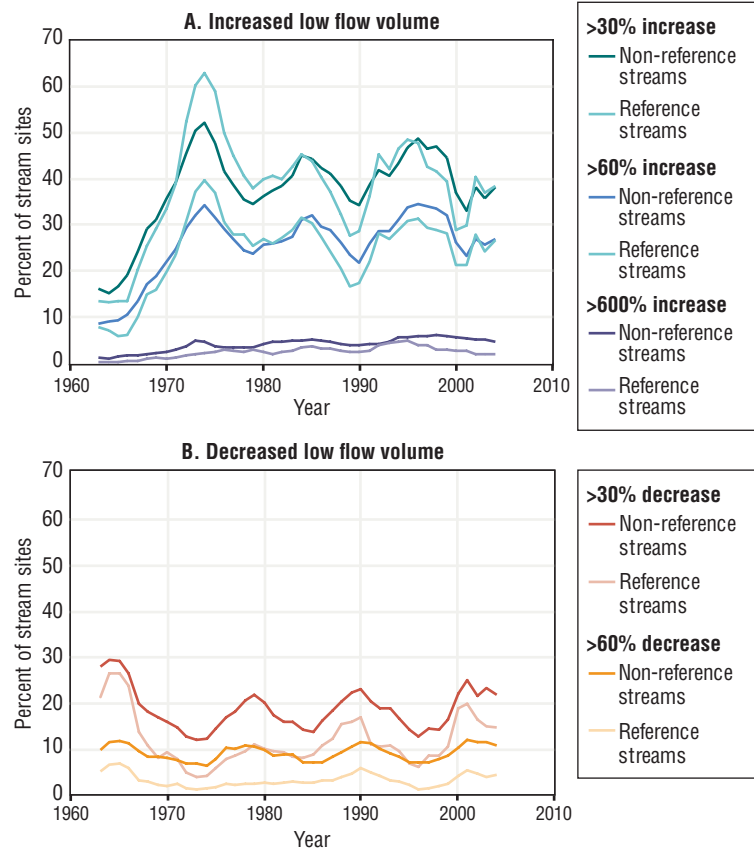 A. Increased low flow volume
70
60
50
40
30
20
10
0
Percent of stream sites
1960
1970
1980
1990
2000
2010
Year
>30% increase
Non-reference
streams
Reference
streams
>60% increase
Non-reference
streams
Reference
streams
>600% increase
Non-reference
streams
Reference
streams
B. Decreased low flow volume
70
60
50
40
30
20
10
0
Percent of stream sites
1960
1970
1980
1990
2000
2010
Year
>30% decrease
Non-reference
streams
Reference
streams
>60% decrease
Non-reference
streams
Reference
streams